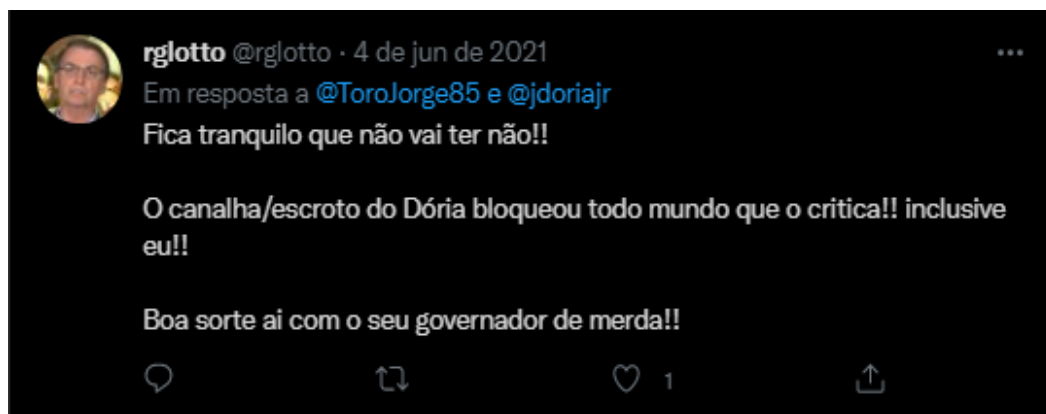 rglotto @rglotto · 4 de jun de 2021
Em resposta a @ToroJorge85 e @jdoriajr
Fica tranquilo que não vai ter não!!
O canalha/escroto do Dória bloqueou todo mundo que o critica!! inclusive
eu!!
Boa sorte ai com o seu governador de merda!!
1